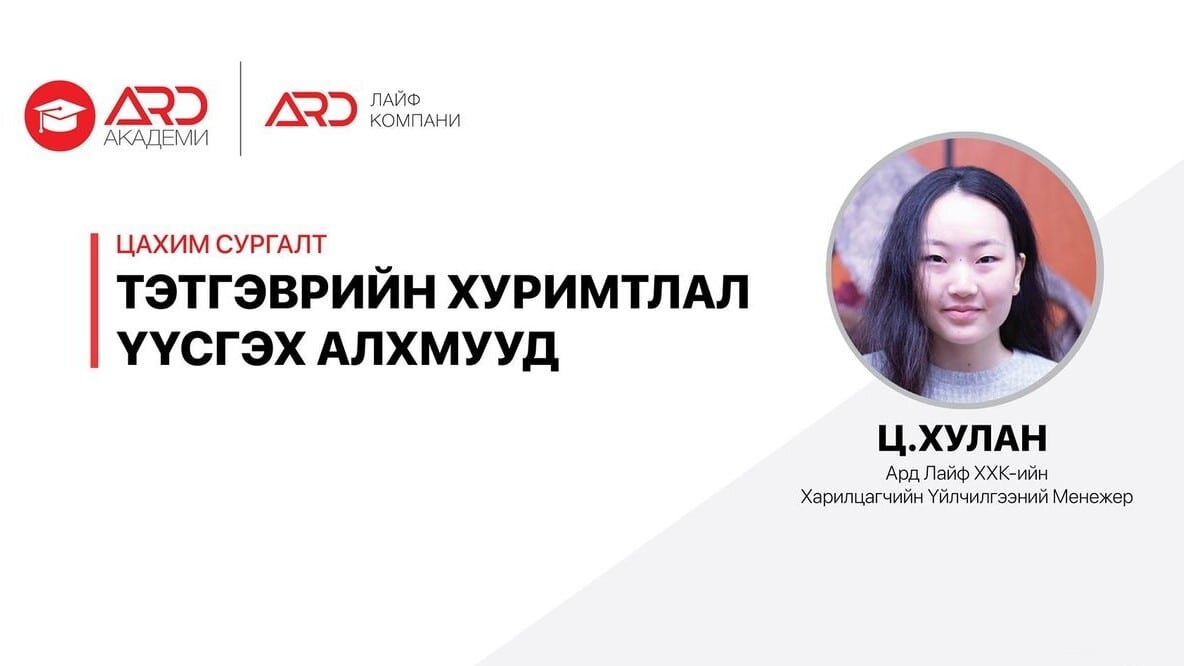 ARD
АКАДЕМИ
ARD
ЛАЙФ
КОМПАНИ
ЦАХИМ СУРГАЛТ
ТЭТГЭВРИЙН ХУРИМТЛАЛ
ҮҮСГЭХ АЛХМУУД
Ц.ХУЛАН
Ард Лайф ХХК-ийн
Харилцагчийн Үйлчилгээний Менежер